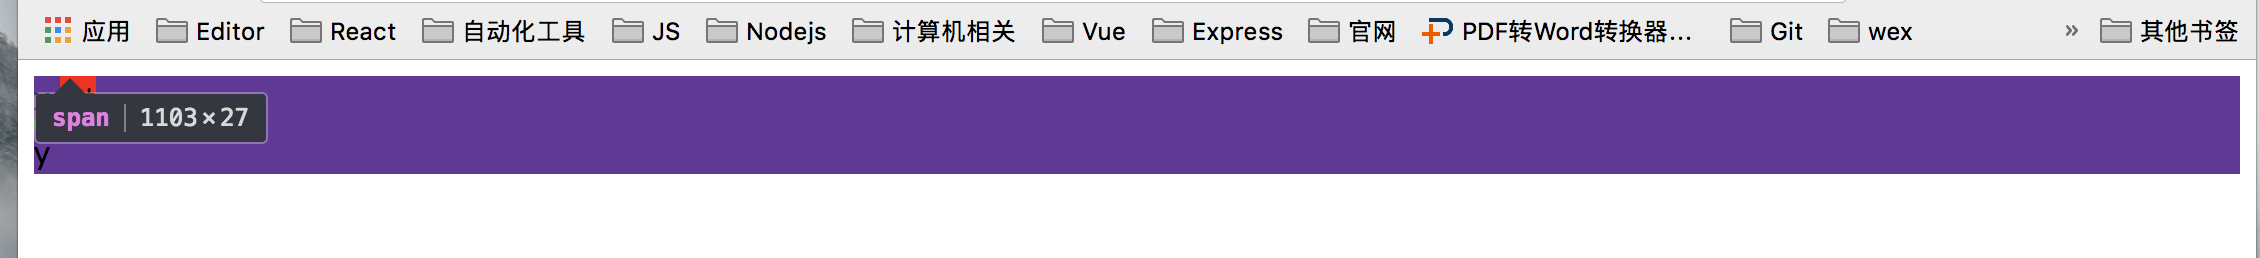 应用 Editor React 自动化工具 JS Nodejs 计算机相关 Vue Express 官网 PDF转Word转换器... Git wex » 其他书签
span 1103×27
y